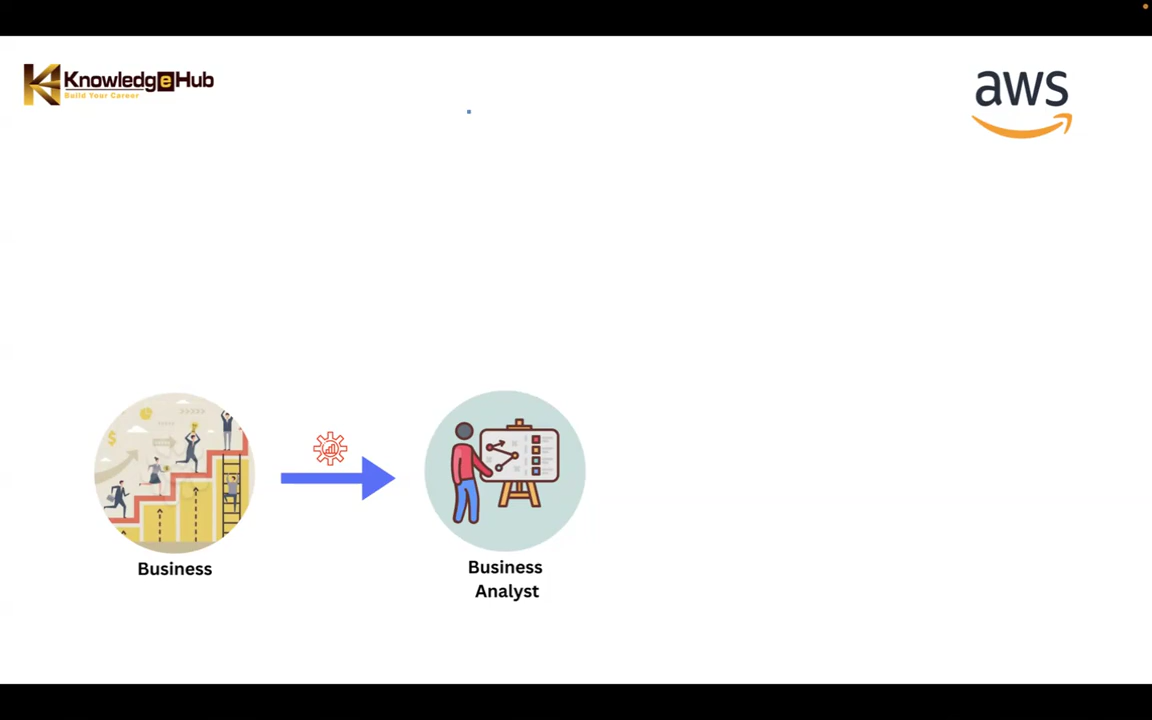 KnowledgeHub
Build Your Career
aws
Business
Business
Analyst